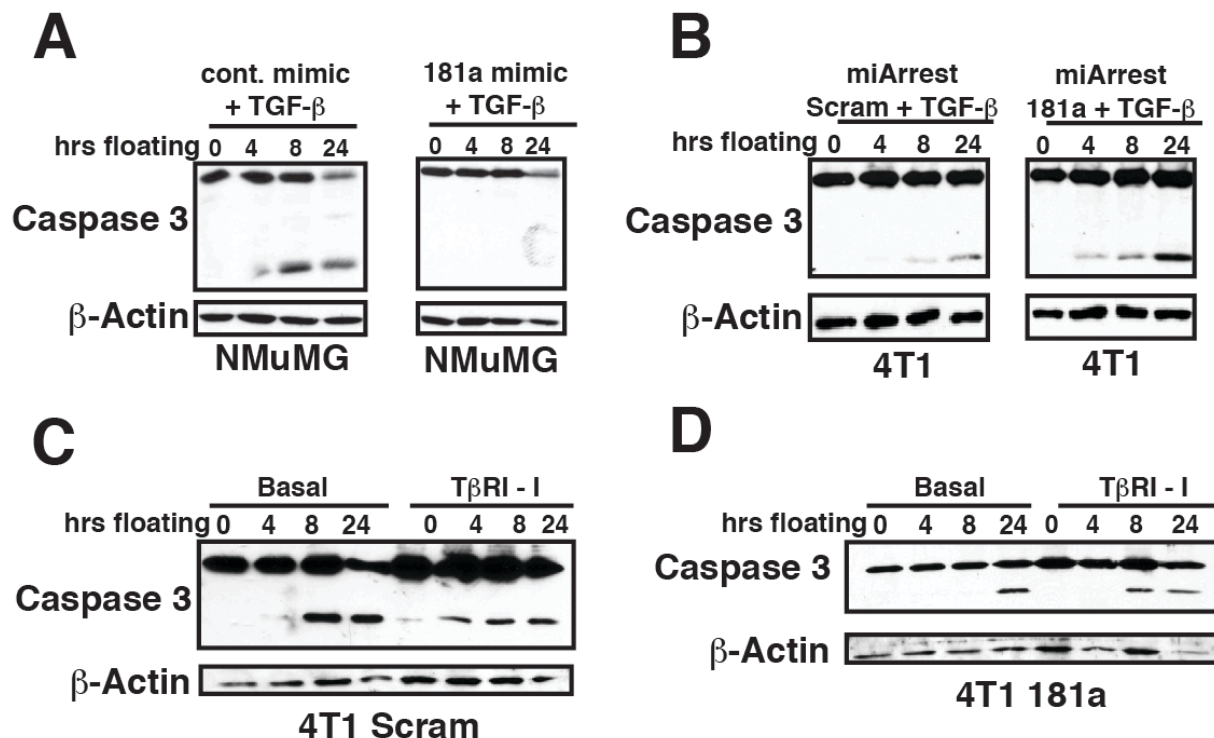 A
cont. mimic
+ TGF-β
181a mimic
+ TGF-β
hrs floating 0 4 8 24 0 4 8 24
Caspase 3
β-Actin
NMuMG NMuMG
B
miArrest
Scram + TGF-β
miArrest
181a + TGF-β
hrs floating 0 4 8 24 0 4 8 24
Caspase 3
β-Actin
4T1 4T1
C
Basal TβRI - I
hrs floating 0 4 8 24 0 4 8 24
Caspase 3
β-Actin
4T1 Scram
D
Basal TβRI - I
hrs floating 0 4 8 24 0 4 8 24
Caspase 3
β-Actin
4T1 181a